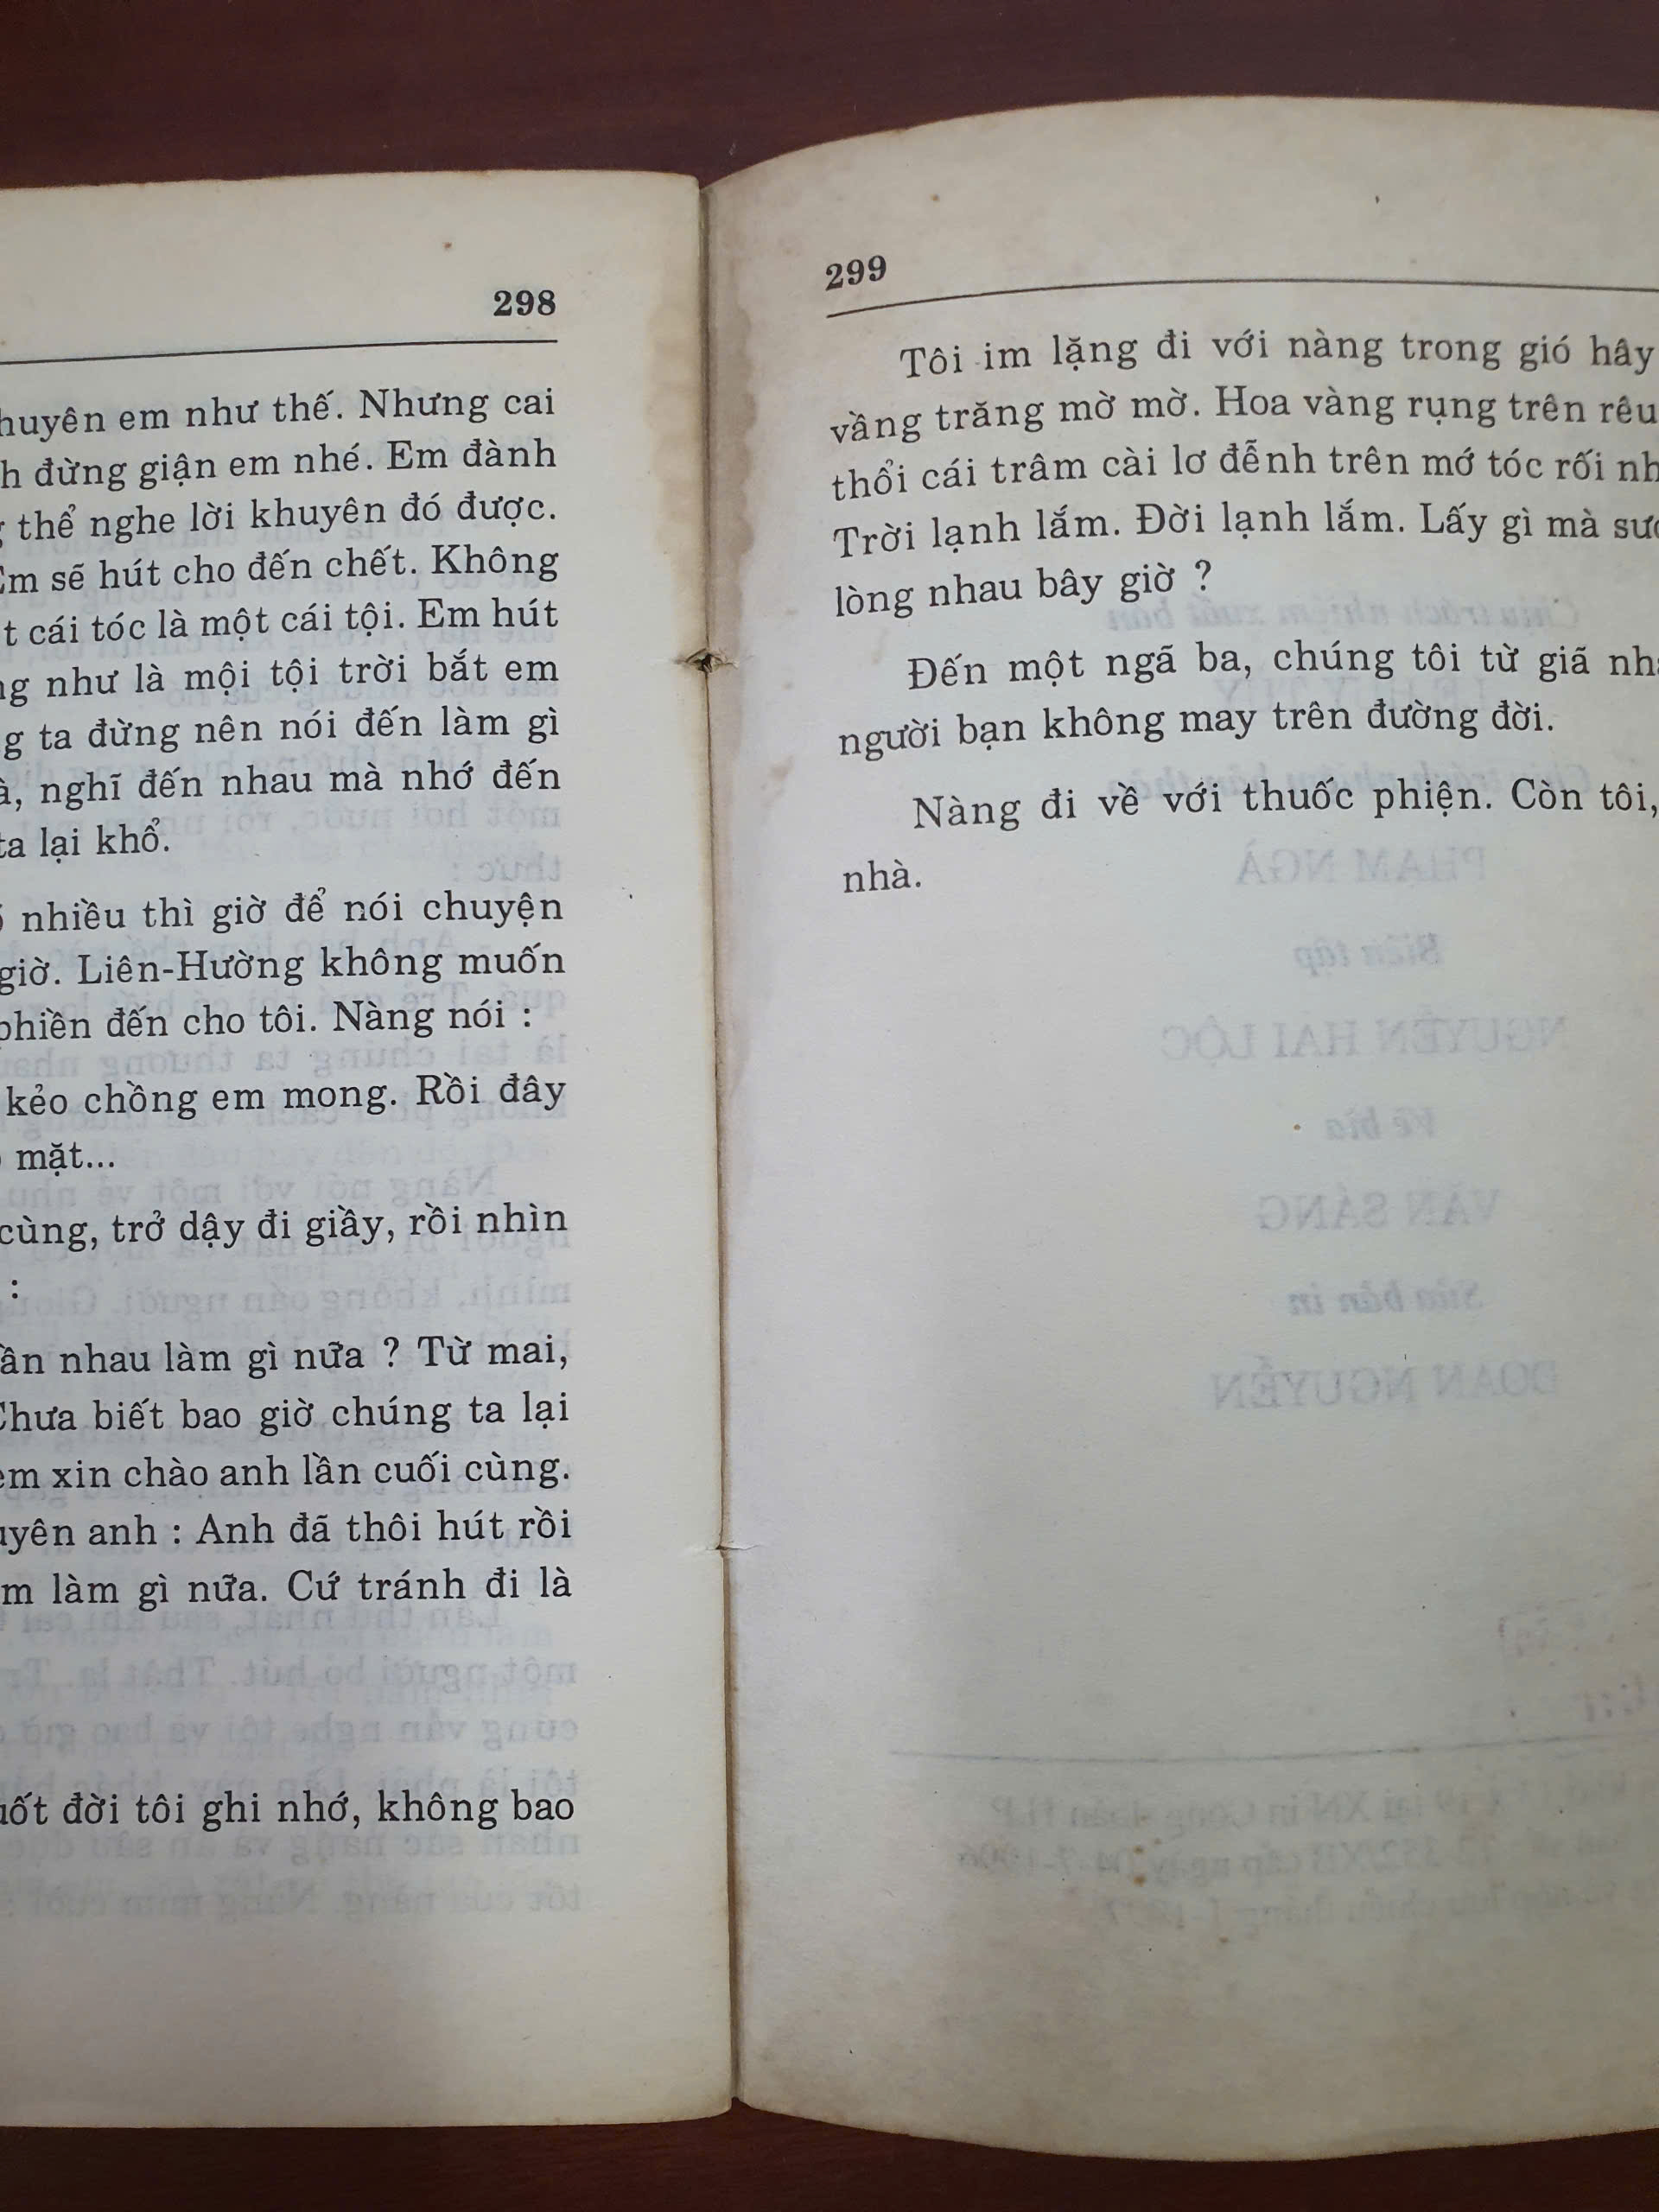 298
huyên em như thế. Nhưng cai
h đừng giận em nhé. Em đành
thể nghe lời khuyên đó được.
Em sẽ hút cho đến chết. Không
t cái tóc là một cái tội. Em hút
ng như là mội tội trời bắt em
g ta đừng nên nói đến làm gì
à, nghĩ đến nhau mà nhớ đến
ta lại khổ.
nhiều thì giờ để nói chuyện
giờ. Liên-Hường không muốn
phiền đến cho tôi. Nàng nói :
kẻo chồng em mong. Rồi đây
mặt...
cùng, trở dậy đi giầy, rồi nhìn
:
ần nhau làm gì nữa ? Từ mai,
Chưa biết bao giờ chúng ta lại
em xin chào anh lần cuối cùng.
uyên anh : Anh đã thôi hút rồi
m làm gì nữa. Cứ tránh đi là
uốt đời tôi ghi nhớ, không bao
299
Tôi im lặng đi với nàng trong gió hây
vầng trăng mờ mờ. Hoa vàng rụng trên rêu
thổi cái trâm cài lơ đễnh trên mớ tóc rối nh
Trời lạnh lắm. Đời lạnh lắm. Lấy gì mà sư
lòng nhau bây giờ ?
Đến một ngã ba, chúng tôi từ giã nh
người bạn không may trên đường đời.
Nàng đi về với thuốc phiện. Còn tôi,
nhà.